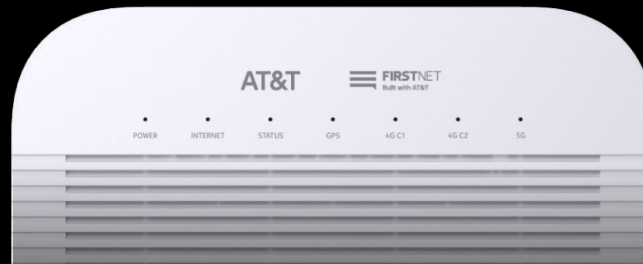 AT&T
FIRSTNET
Built with AT&T
POWER INTERNET STATUS GPS 4G C1 4G C2 5G